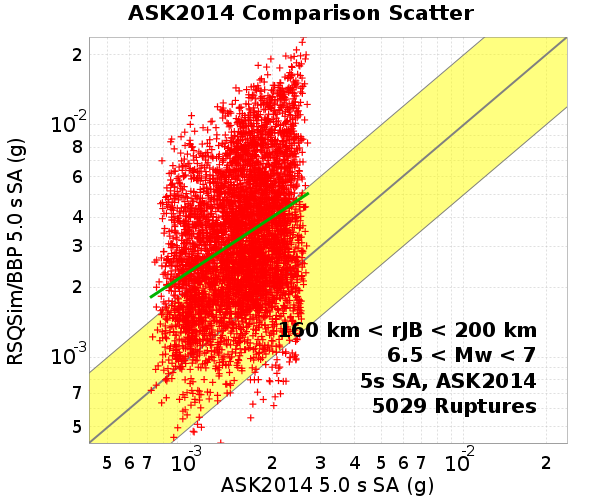 ASK2014 Comparison Scatter
RSQSim/BBP 5.0 s SA (g)
2
10-2
8
6
4
3
2
10-3
7
5
160 km < rJB < 200 km
6.5 < Mw < 7
5s SA, ASK2014
5029 Ruptures
5 6 7 10-3 2 3 4 5 6 7 10-2 2
ASK2014 5.0 s SA (g)